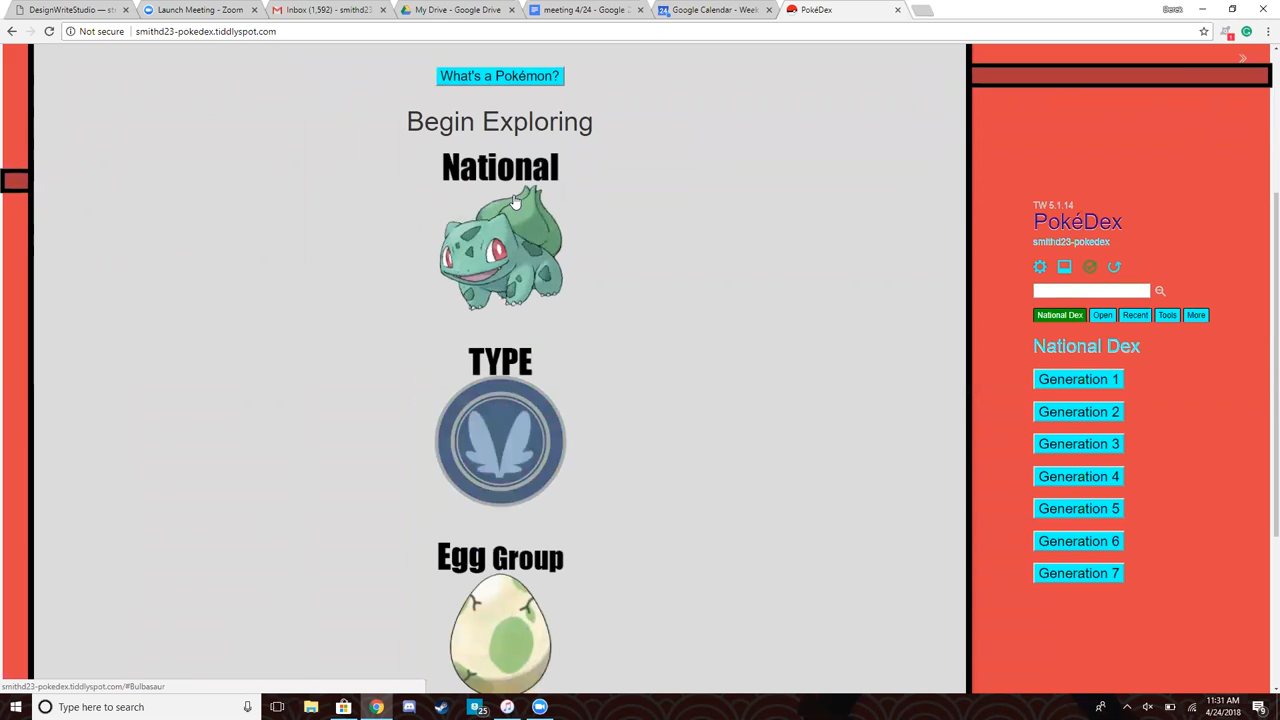 DesignWriteStudio – st
Launch Meeting - Zoom
Inbox (1,592) - smithd23
My Drive - Google Drive
meeting 4/24 - Google
Google Calendar - Week
PokéDex
Derek
Not secure
smithd23-pokedex.tiddlyspot.com
What's a Pokémon?
Begin Exploring
National
TYPE
Egg Group
TW 5.1.14
PokéDex
smithd23-pokedex
National Dex
Open
Recent
Tools
More
National Dex
Generation 1
Generation 2
Generation 3
Generation 4
Generation 5
Generation 6
Generation 7
smithd23-pokedex.tiddlyspot.com/#Bulbasaur
Type here to search
25
11:31 AM
4/24/2018